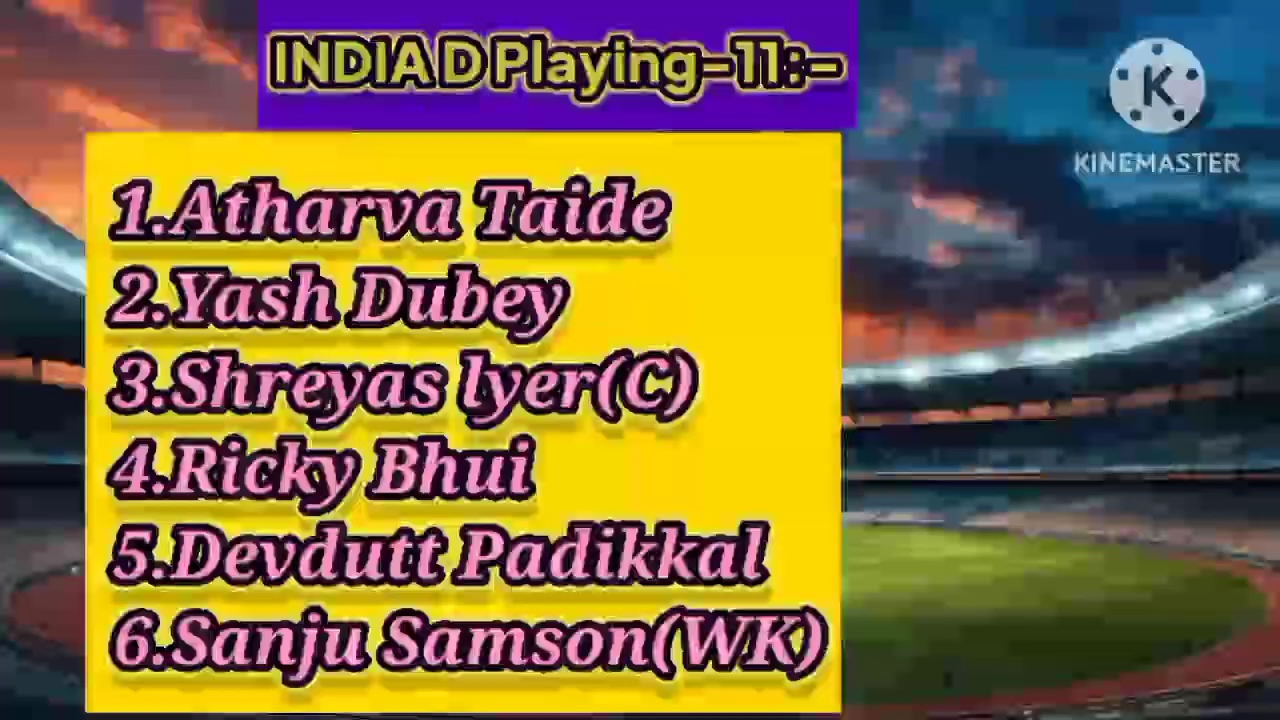 INDIA D Playing-11:-
K
KINEMASTER
1.Atharva Taide
2.Yash Dubey
3.Shreyas lyer(C)
4.Ricky Bhui
5.Devdutt Padikkal
6.Sanju Samson(WK)